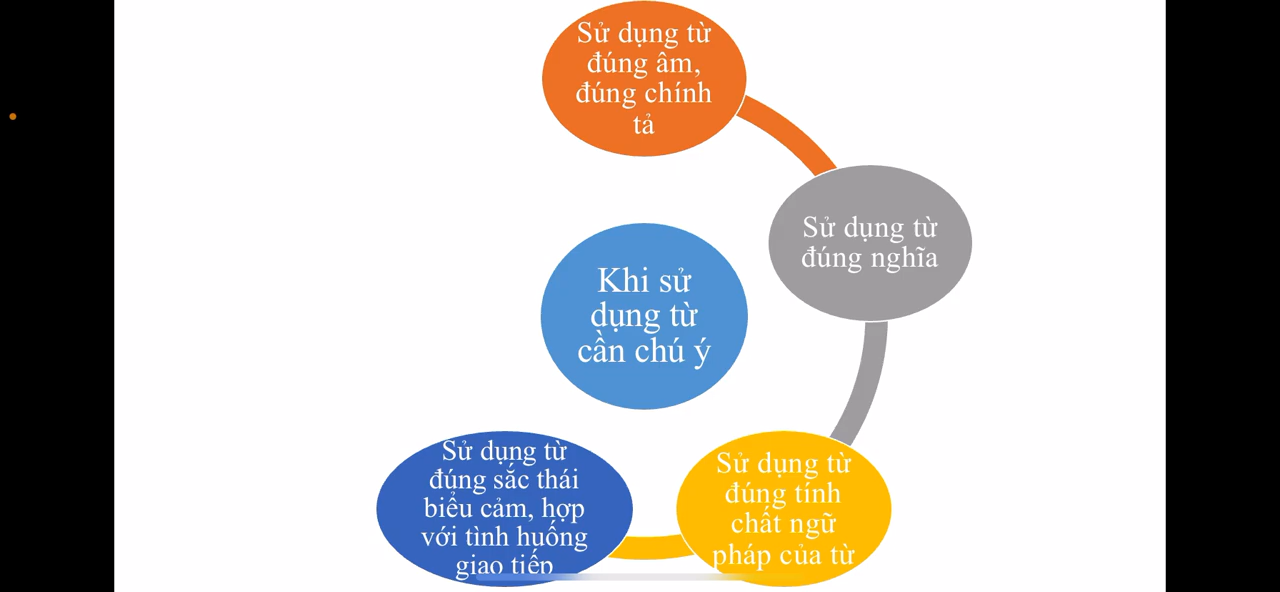 Sử dụng từ
đúng âm,
đúng chính
tả
Sử dụng từ
đúng nghĩa
Khi sử
dụng từ
cần chú ý
Sử dụng từ
đúng tính
chất ngữ
pháp của từ
Sử dụng từ
đúng sắc thái
biểu cảm, hợp
với tình huống
giao tiếp